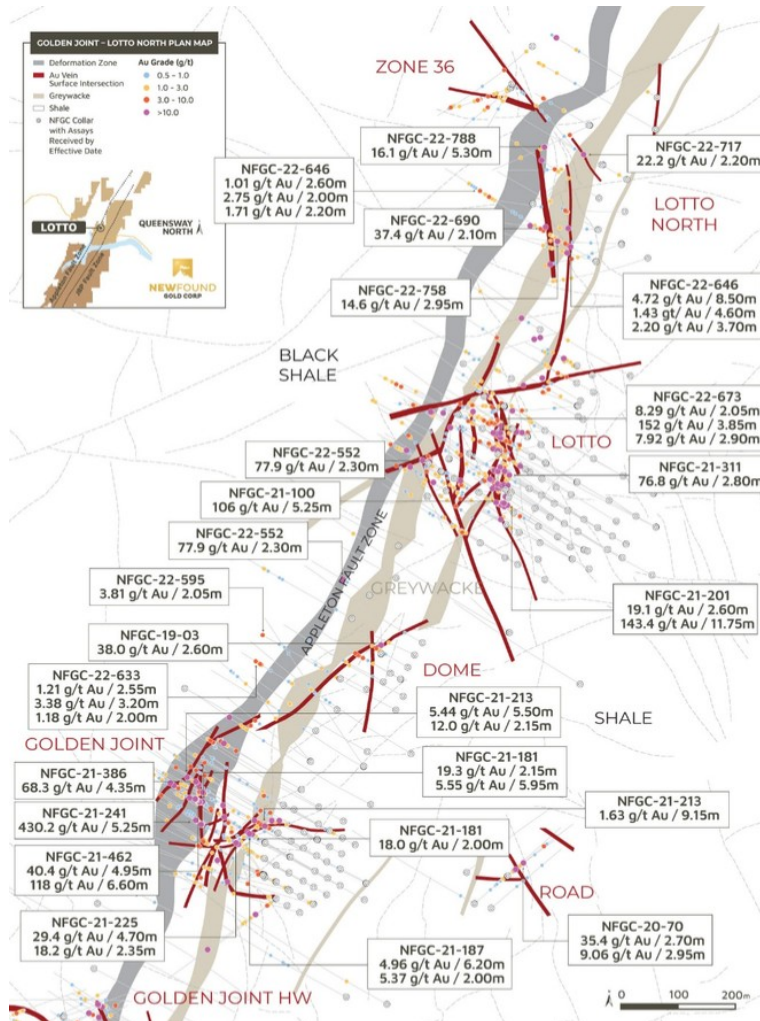 GOLDEN JOINT – LOTTO NORTH PLAN MAP
Deformation Zone
Au Vein
Surface Intersection
Greywacke
Shale
NFGC Collar
with Assays
Received by
Effective Date
Au Grade (g/t)
0.5 - 1.0
1.0 - 3.0
3.0 - 10.0
>10.0
LOTTO
QUEENSWAY
NORTH
Appleton Fault Zone
JBP Fault Zone
NEWFOUND
GOLD CORP
ZONE 36
NFGC-22-788
16.1 g/t Au / 5.30m
NFGC-22-717
22.2 g/t Au / 2.20m
NFGC-22-646
1.01 g/t Au / 2.60m
2.75 g/t Au / 2.00m
1.71 g/t Au / 2.20m
LOTTO
NORTH
NFGC-22-690
37.4 g/t Au / 2.10m
NFGC-22-758
14.6 g/t Au / 2.95m
NFGC-22-646
4.72 g/t Au / 8.50m
1.43 gt/ Au / 4.60m
2.20 g/t Au / 3.70m
BLACK
SHALE
NFGC-22-673
8.29 g/t Au / 2.05m
152 g/t Au / 3.85m
7.92 g/t Au / 2.90m
LOTTO
NFGC-22-552
77.9 g/t Au / 2.30m
NFGC-21-311
76.8 g/t Au / 2.80m
NFGC-21-100
106 g/t Au / 5.25m
NFGC-22-552
77.9 g/t Au / 2.30m
APPLETON FAULT ZONE
GREYWACKE
NFGC-22-595
3.81 g/t Au / 2.05m
NFGC-21-201
19.1 g/t Au / 2.60m
143.4 g/t Au / 11.75m
NFGC-19-03
38.0 g/t Au / 2.60m
DOME
NFGC-22-633
1.21 g/t Au / 2.55m
3.38 g/t Au / 3.20m
1.18 g/t Au / 2.00m
NFGC-21-213
5.44 g/t Au / 5.50m
12.0 g/t Au / 2.15m
SHALE
GOLDEN JOINT
NFGC-21-386
68.3 g/t Au / 4.35m
NFGC-21-181
19.3 g/t Au / 2.15m
5.55 g/t Au / 5.95m
NFGC-21-213
1.63 g/t Au / 9.15m
NFGC-21-241
430.2 g/t Au / 5.25m
NFGC-21-181
18.0 g/t Au / 2.00m
NFGC-21-462
40.4 g/t Au / 4.95m
118 g/t Au / 6.60m
ROAD
NFGC-21-225
29.4 g/t Au / 4.70m
18.2 g/t Au / 2.35m
NFGC-20-70
35.4 g/t Au / 2.70m
9.06 g/t Au / 2.95m
NFGC-21-187
4.96 g/t Au / 6.20m
5.37 g/t Au / 2.00m
GOLDEN JOINT HW
0 100 200m